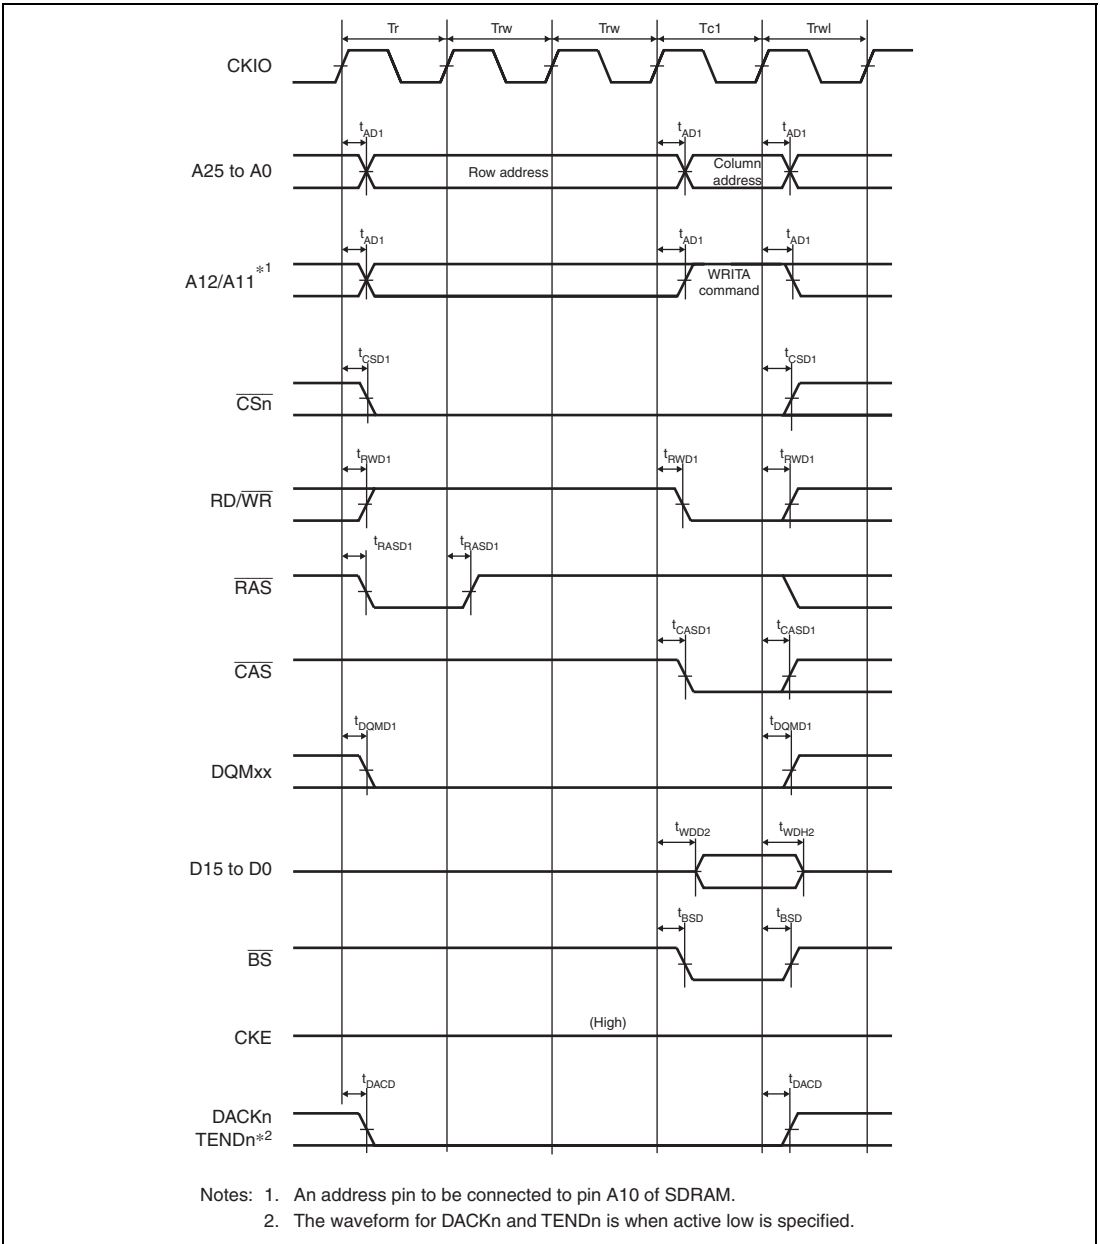 Tr Trw Trw Tc1 Trwl
CKIO
tAD1 tAD1 tAD1
A25 to A0 Row address Column address
tAD1 tAD1 tAD1
A12/A11*1 WRITA command
tCSD1 tCSD1
CSn
tRWD1 tRWD1 tRWD1
RD/WR
tRASD1 tRASD1
RAS
tCASD1 tCASD1
CAS
tDQMD1 tDQMD1
DQMxx
tWDD2 tWDH2
D15 to D0
tBSD tBSD
BS
(High)
CKE
tDACD tDACD
DACKn
TENDn*2
Notes: 1. An address pin to be connected to pin A10 of SDRAM.
2. The waveform for DACKn and TENDn is when active low is specified.